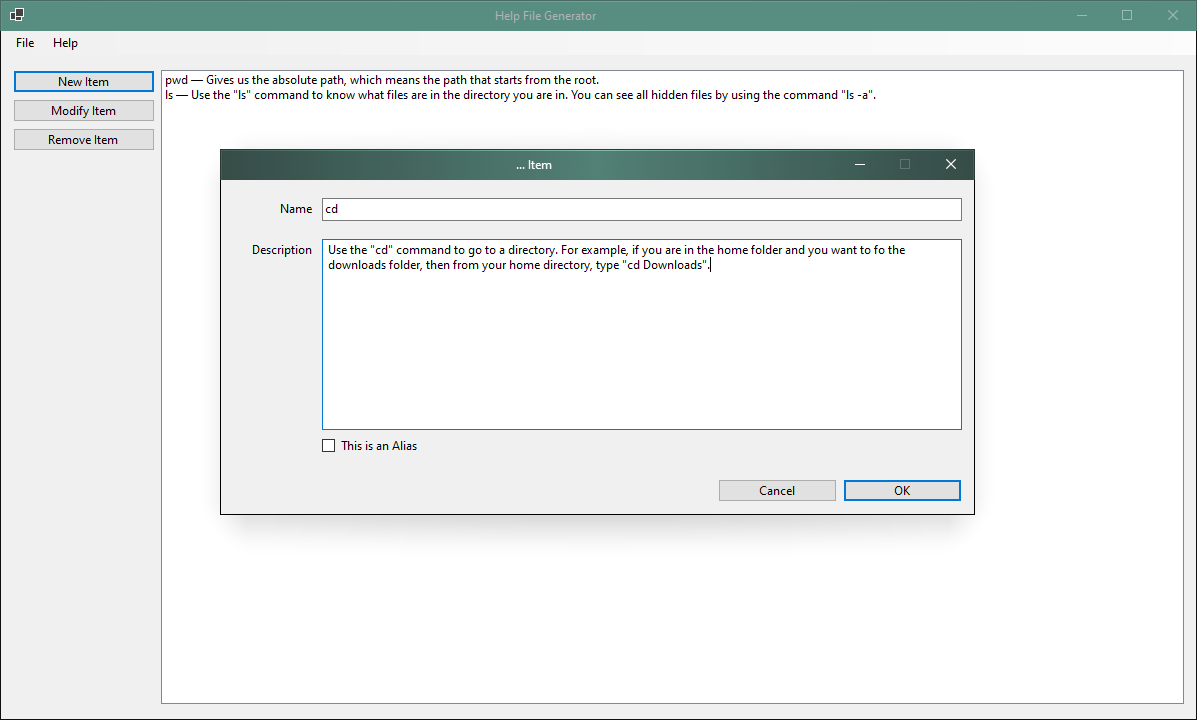 Help File Generator
File Help
New Item
Modify Item
Remove Item
pwd — Gives us the absolute path, which means the path that starts from the root.
ls — Use the "ls" command to know what files are in the directory you are in. You can see all hidden files by using the command "ls -a".
... Item
Name cd
Description
Use the "cd" command to go to a directory. For example, if you are in the home folder and you want to fo the
downloads folder, then from your home directory, type "cd Downloads".
This is an Alias
Cancel OK